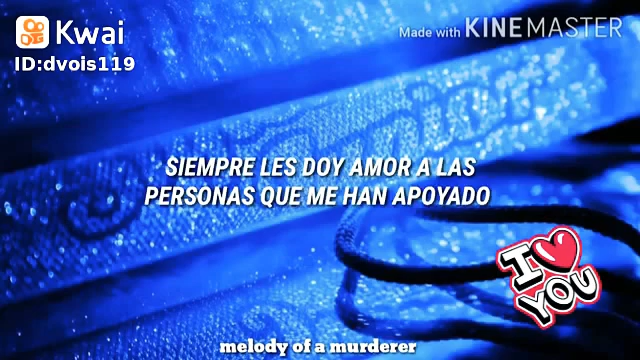 Kwai
Made with KINEMASTER
ID:dvois119
SIEMPRE LES DOY AMOR A LAS
PERSONAS QUE ME HAN APOYADO
I
YOU
melody of a murderer